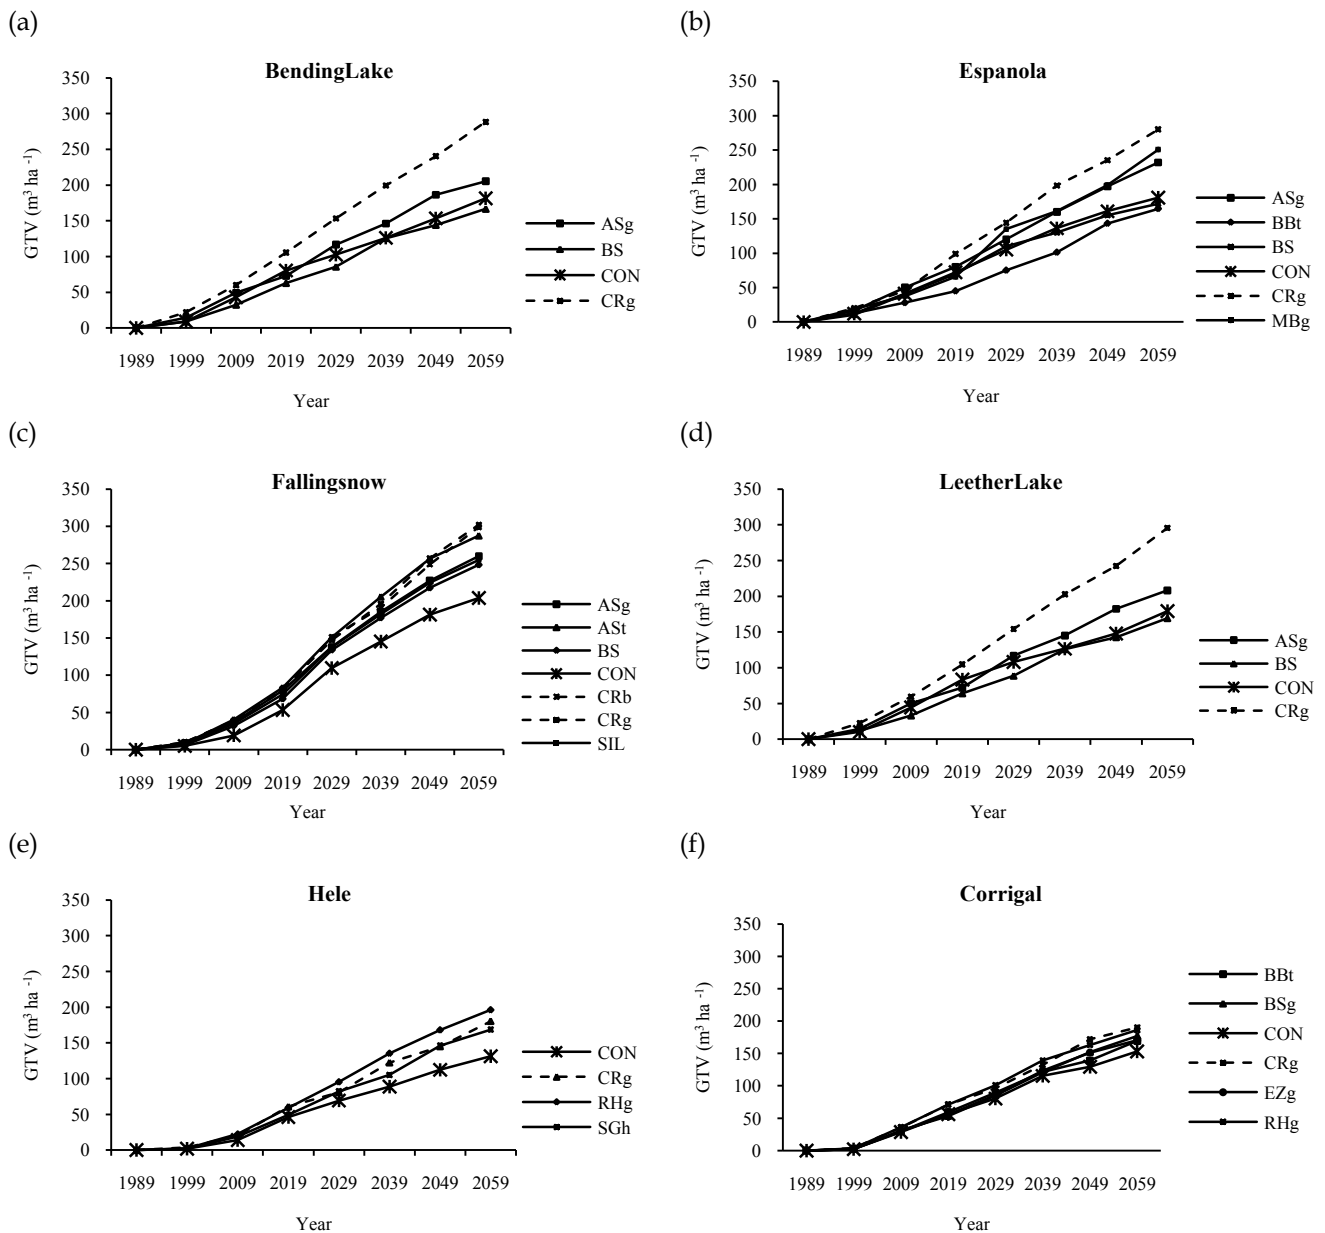 (a)
BendingLake
350
300
250
200
150
100
50
0
GTV (m³ ha ⁻¹)
1989 1999 2009 2019 2029 2039 2049 2059
Year
ASg
BS
CON
CRg
(b)
Espanola
350
300
250
200
150
100
50
0
GTV (m³ ha ⁻¹)
1989 1999 2009 2019 2029 2039 2049 2059
Year
ASg
BBt
BS
CON
CRg
MBg
(c)
Fallingsnow
350
300
250
200
150
100
50
0
GTV (m³ ha ⁻¹)
1989 1999 2009 2019 2029 2039 2049 2059
Year
ASg
ASt
BS
CON
CRb
CRg
SIL
(d)
LeetherLake
350
300
250
200
150
100
50
0
GTV (m³ ha ⁻¹)
1989 1999 2009 2019 2029 2039 2049 2059
Year
ASg
BS
CON
CRg
(e)
Hele
350
300
250
200
150
100
50
0
GTV (m³ ha ⁻¹)
1989 1999 2009 2019 2029 2039 2049 2059
Year
CON
CRg
RHg
SGh
(f)
Corrigal
350
300
250
200
150
100
50
0
GTV (m³ ha ⁻¹)
1989 1999 2009 2019 2029 2039 2049 2059
Year
BBt
BSg
CON
CRg
EZg
RHg